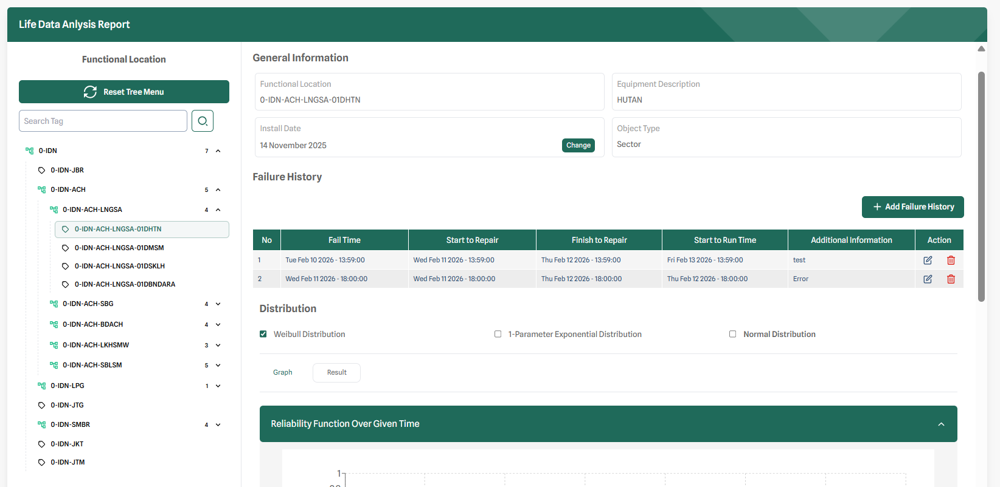 Life Data Anlysis Report
Functional Location
Reset Tree Menu
Search Tag
0-IDN 7
0-IDN-JBR
0-IDN-ACH 5
0-IDN-ACH-LNGSA 4
0-IDN-ACH-LNGSA-01DHTN
0-IDN-ACH-LNGSA-01DMSM
0-IDN-ACH-LNGSA-01DSKLH
0-IDN-ACH-LNGSA-01DBNDARA
0-IDN-ACH-SBG 4
0-IDN-ACH-BDACH 4
0-IDN-ACH-LKHSMW 3
0-IDN-ACH-SBLSM 5
0-IDN-LPG 1
0-IDN-JTG
0-IDN-SMBR 4
0-IDN-JKT
0-IDN-JTM
General Information
Functional Location
0-IDN-ACH-LNGSA-01DHTN
Equipment Description
HUTAN
Install Date
14 November 2025 Change
Object Type
Sector
Failure History
Add Failure History
No Fail Time Start to Repair Finish to Repair Start to Run Time Additional Information Action
1 Tue Feb 10 2026 - 13:59:00 Wed Feb 11 2026 - 13:59:00 Thu Feb 12 2026 - 13:59:00 Fri Feb 13 2026 - 13:59:00 test
2 Wed Feb 11 2026 - 18:00:00 Wed Feb 11 2026 - 18:00:00 Thu Feb 12 2026 - 18:00:00 Thu Feb 12 2026 - 18:00:00 Error
Distribution
Weibull Distribution 1-Parameter Exponential Distribution Normal Distribution
Graph Result
Reliability Function Over Given Time
1